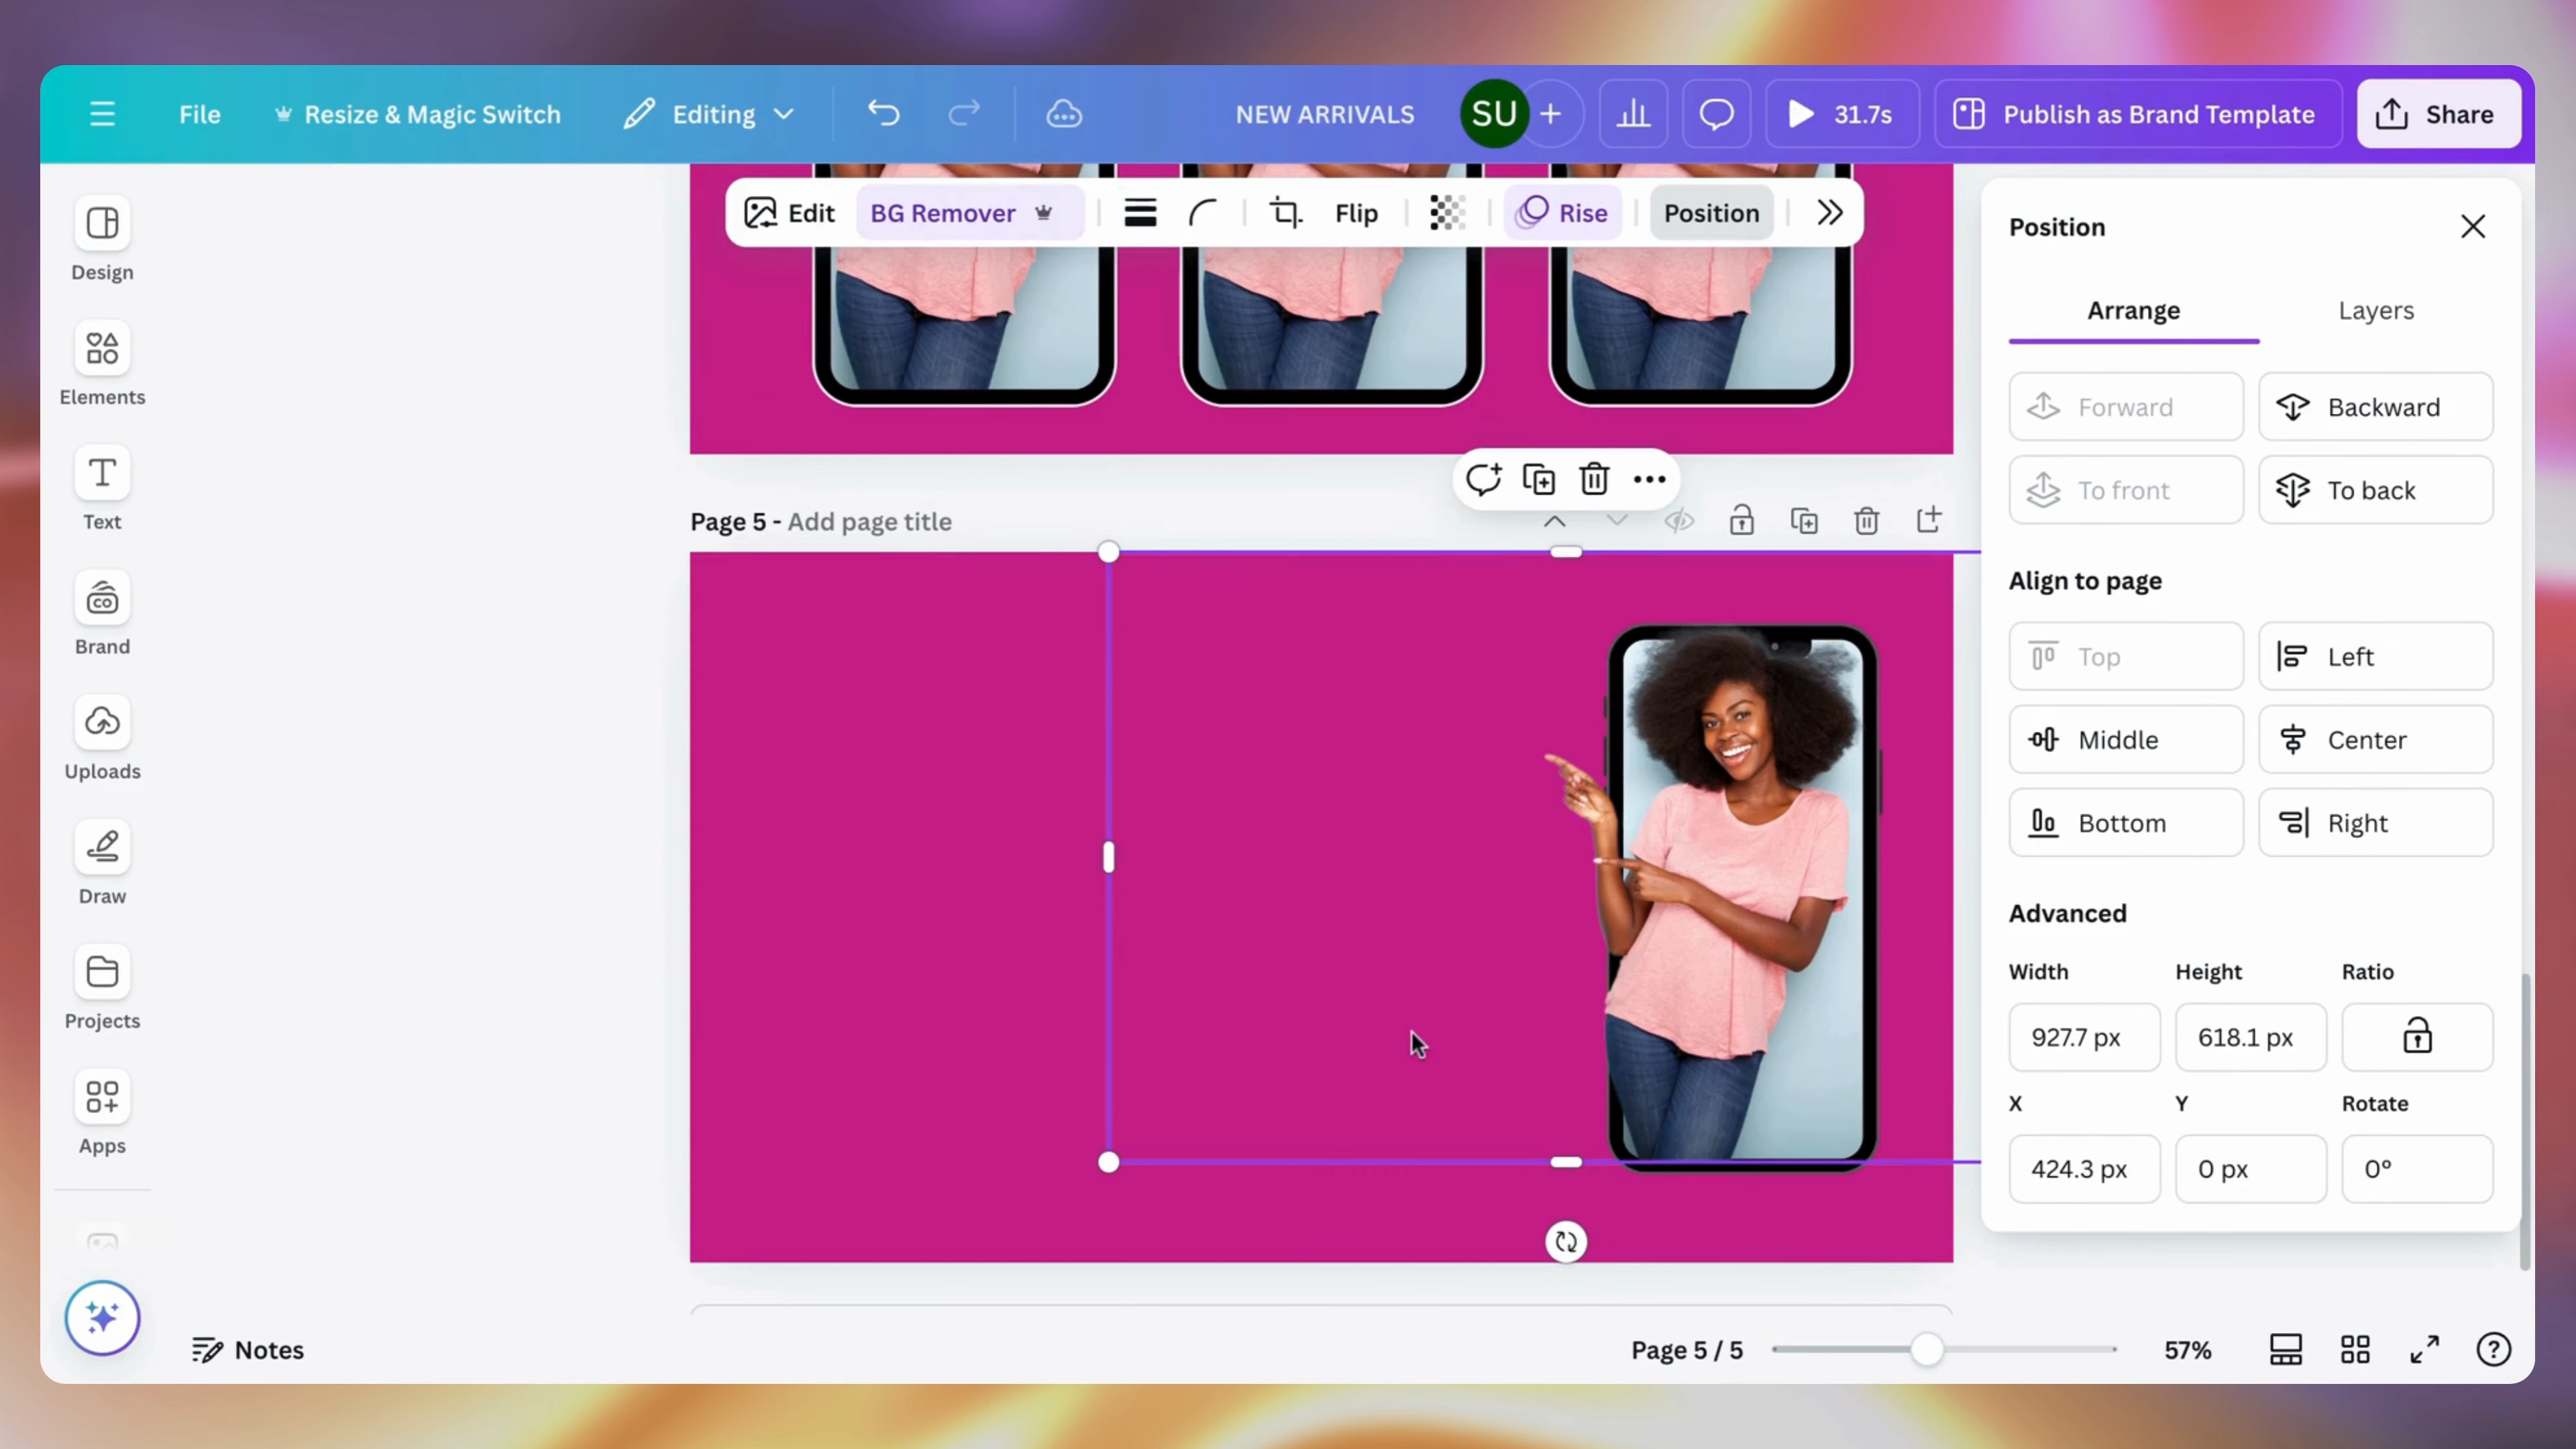 File Resize & Magic Switch Editing NEW ARRIVALS SU + 31.7s Publish as Brand Template Share
Edit BG Remover Flip Rise Position
Design
Elements
Text
CO
Brand
Uploads
Draw
Projects
Apps
Page 5 - Add page title
Position
Arrange Layers
Forward Backward
To front To back
Align to page
Top Left
Middle Center
Bottom Right
Advanced
Width Height Ratio
927.7 px 618.1 px
X Y Rotate
424.3 px 0 px 0°
Notes Page 5 / 5 57% ?